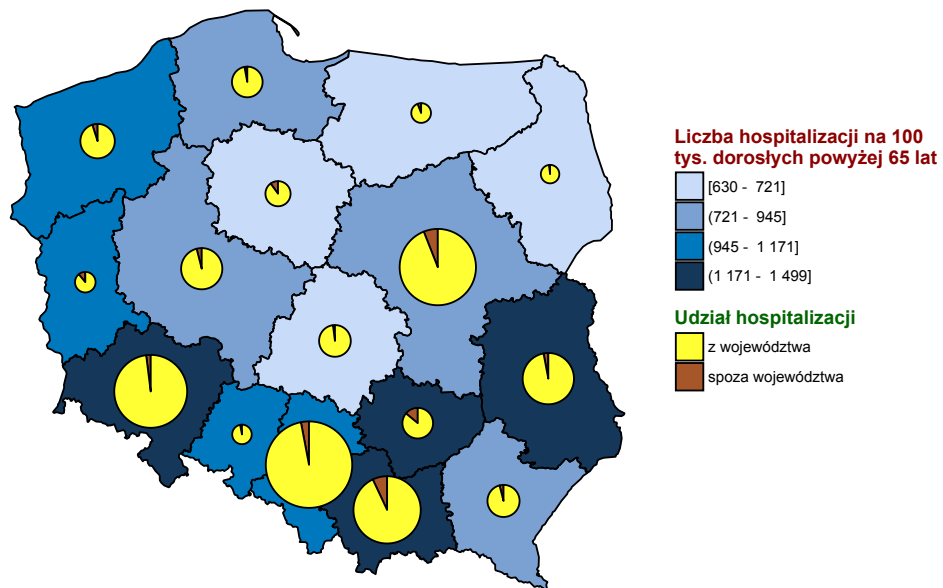 Liczba hospitalizacji na 100
tys. dorosłych powyżej 65 lat
[630 - 721]
(721 - 945]
(945 - 1 171]
(1 171 - 1 499]
Udział hospitalizacji
z województwa
spoza województwa